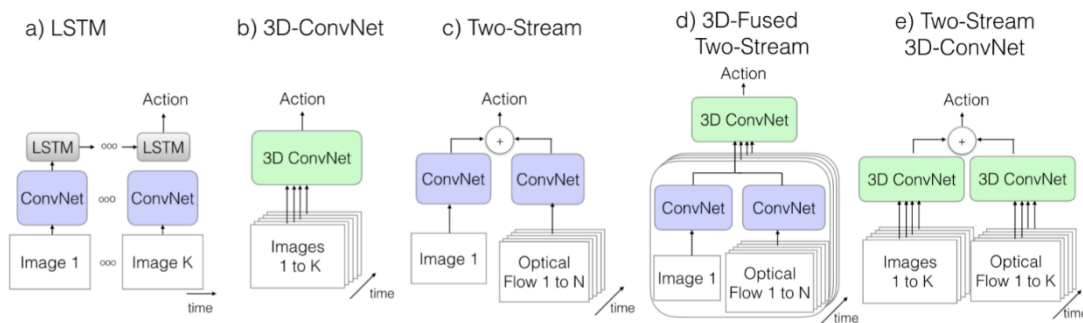 a) LSTM
Action
LSTM
ooo
LSTM
ConvNet
ooo
ConvNet
Image 1
ooo
Image K
time
b) 3D-ConvNet
Action
3D ConvNet
Images
1 to K
time
c) Two-Stream
Action
+
ConvNet
ConvNet
Image 1
Optical
Flow 1 to N
time
d) 3D-Fused
Two-Stream
Action
3D ConvNet
ConvNet
ConvNet
Image 1
Optical
Flow 1 to N
time
e) Two-Stream
3D-ConvNet
Action
+
3D ConvNet
3D ConvNet
Images
1 to K
Optical
Flow 1 to N
time